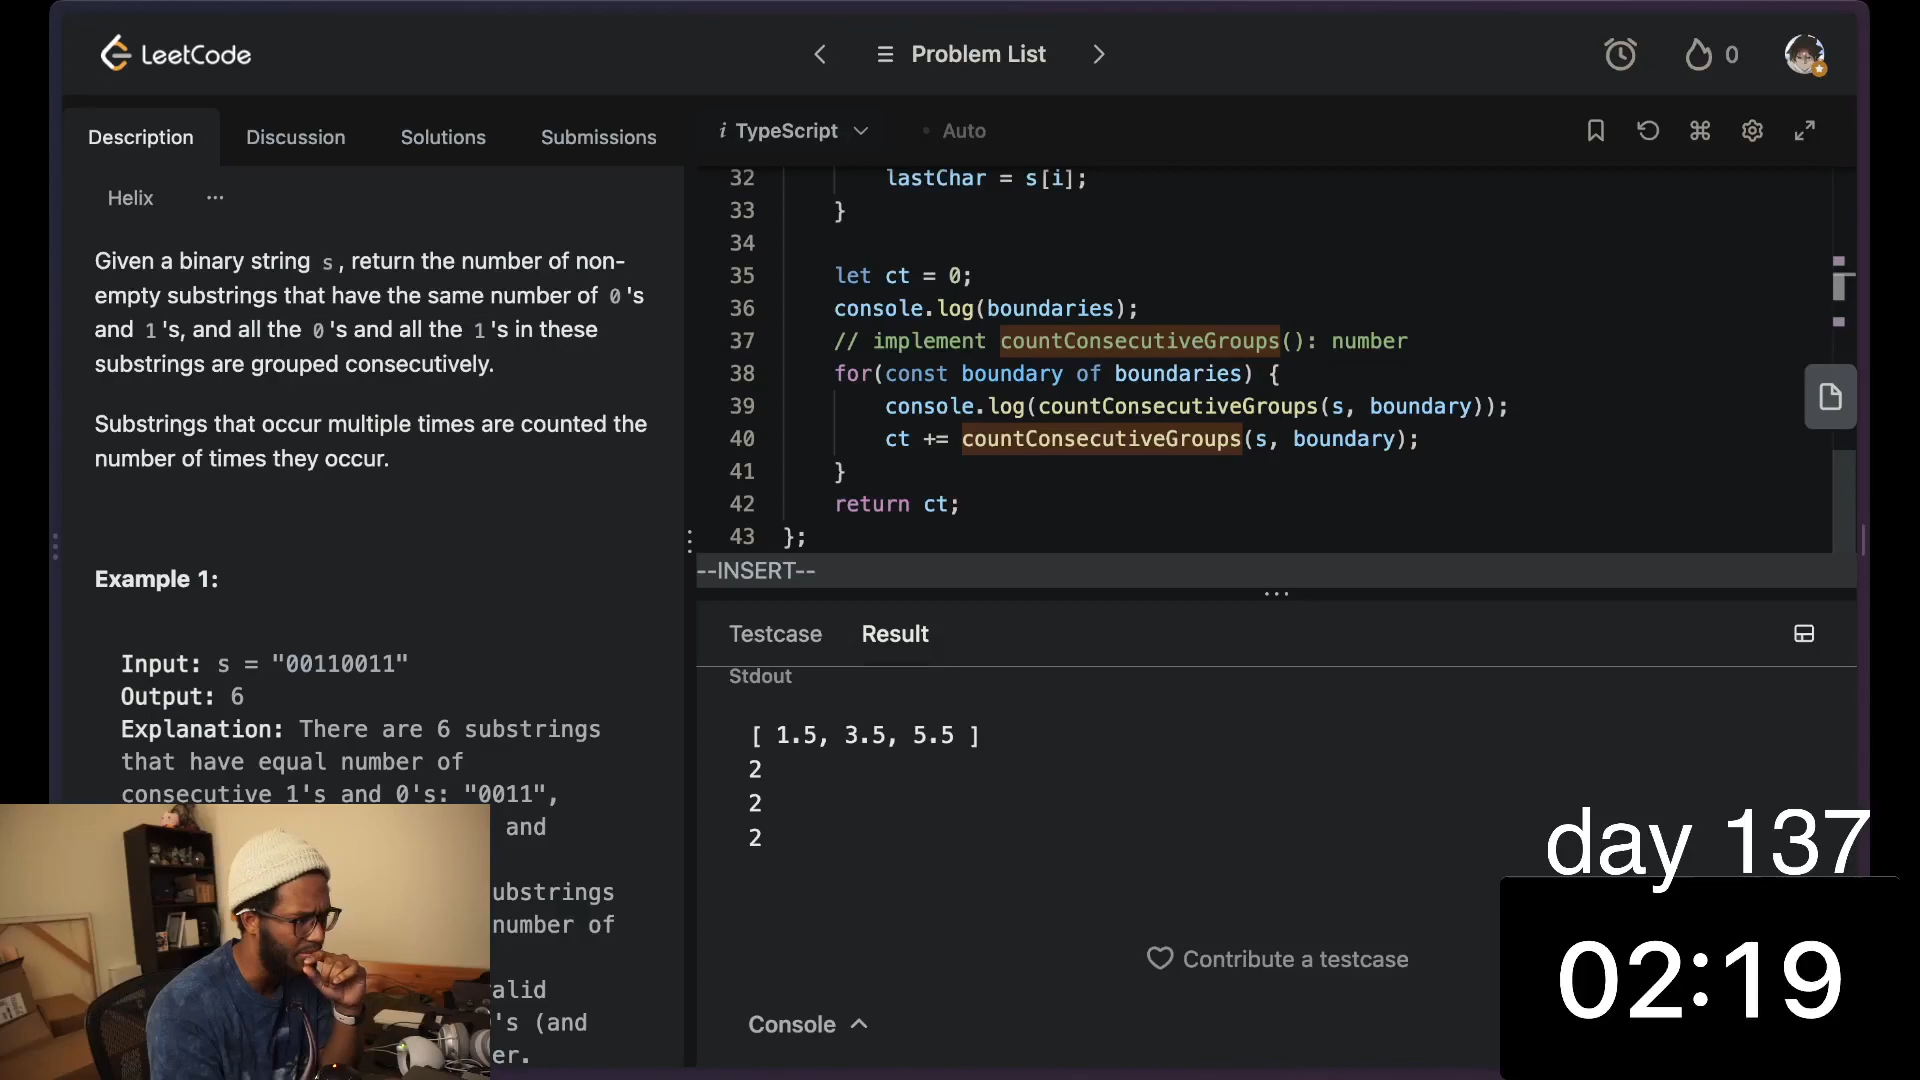 LeetCode
Problem List
0
Description
Discussion
Solutions
Submissions
i TypeScript
• Auto
Helix
...
Given a binary string s, return the number of non-
empty substrings that have the same number of 0's
and 1's, and all the 0's and all the 1's in these
substrings are grouped consecutively.
Substrings that occur multiple times are counted the
number of times they occur.
Example 1:
Input: s = "00110011"
Output: 6
Explanation: There are 6 substrings
that have equal number of
consecutive 1's and 0's: "0011",
and
ubstrings
number of
alid
's (and
er.
32 lastChar = s[i];
33 }
34
35 let ct = 0;
36 console.log(boundaries);
37 // implement countConsecutiveGroups(): number
38 for(const boundary of boundaries) {
39 console.log(countConsecutiveGroups(s, boundary));
40 ct += countConsecutiveGroups(s, boundary);
41 }
42 return ct;
43 };
--INSERT--
Testcase
Result
Stdout
[ 1.5, 3.5, 5.5 ]
2
2
2
Contribute a testcase
Console
day 137
02:19